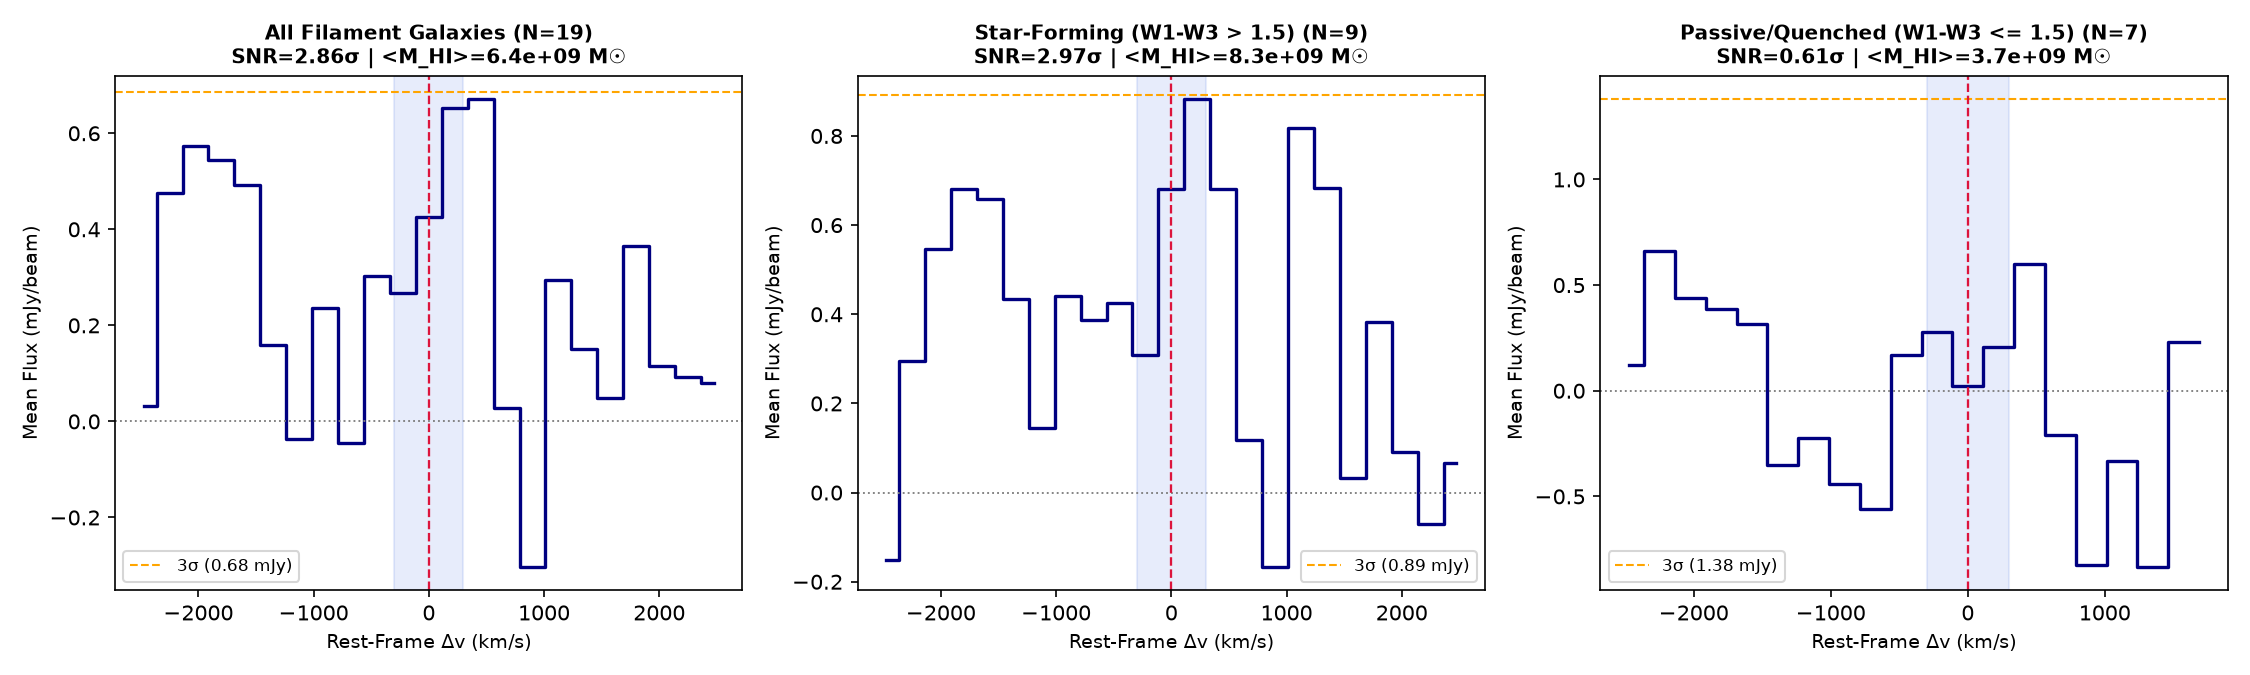 All Filament Galaxies (N=19)
SNR=2.86σ | <M_HI>=6.4e+09 M☉
Mean Flux (mJy/beam)
0.6
0.4
0.2
0.0
−0.2
3σ (0.68 mJy)
−2000 −1000 0 1000 2000
Rest-Frame Δv (km/s)
Star-Forming (W1-W3 > 1.5) (N=9)
SNR=2.97σ | <M_HI>=8.3e+09 M☉
Mean Flux (mJy/beam)
0.8
0.6
0.4
0.2
0.0
−0.2
3σ (0.89 mJy)
−2000 −1000 0 1000 2000
Rest-Frame Δv (km/s)
Passive/Quenched (W1-W3 <= 1.5) (N=7)
SNR=0.61σ | <M_HI>=3.7e+09 M☉
Mean Flux (mJy/beam)
1.0
0.5
0.0
−0.5
3σ (1.38 mJy)
−2000 −1000 0 1000
Rest-Frame Δv (km/s)